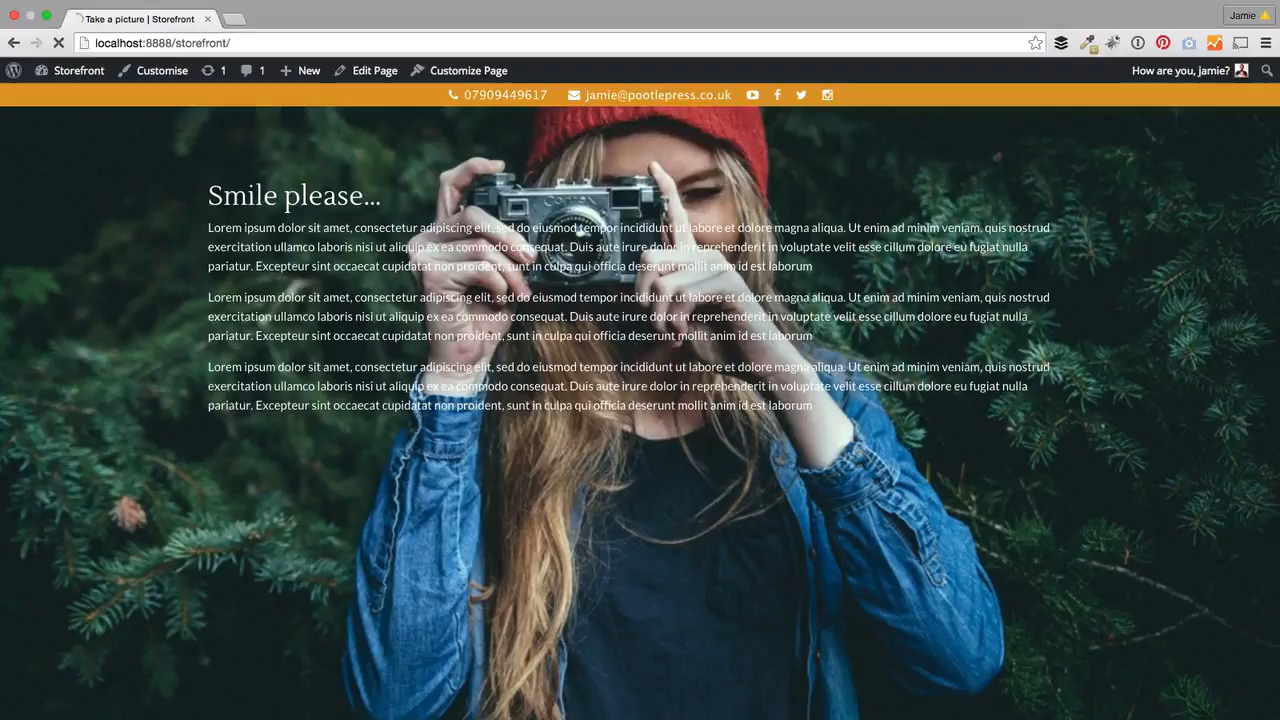 Take a picture | Storefront
Jamie
localhost:8888/storefront/
Storefront Customise 1 1 New Edit Page Customize Page How are you, jamie?
07909449617 jamie@pootlepress.co.uk
CONTAX
Smile please...
Lorem ipsum dolor sit amet, consectetur adipiscing elit, sed do eiusmod tempor incididunt ut labore et dolore magna aliqua. Ut enim ad minim veniam, quis nostrud
exercitation ullamco laboris nisi ut aliquip ex ea commodo consequat. Duis aute irure dolor in reprehenderit in voluptate velit esse cillum dolore eu fugiat nulla
pariatur. Excepteur sint occaecat cupidatat non proident, sunt in culpa qui officia deserunt mollit anim id est laborum
Lorem ipsum dolor sit amet, consectetur adipiscing elit, sed do eiusmod tempor incididunt ut labore et dolore magna aliqua. Ut enim ad minim veniam, quis nostrud
exercitation ullamco laboris nisi ut aliquip ex ea commodo consequat. Duis aute irure dolor in reprehenderit in voluptate velit esse cillum dolore eu fugiat nulla
pariatur. Excepteur sint occaecat cupidatat non proident, sunt in culpa qui officia deserunt mollit anim id est laborum
Lorem ipsum dolor sit amet, consectetur adipiscing elit, sed do eiusmod tempor incididunt ut labore et dolore magna aliqua. Ut enim ad minim veniam, quis nostrud
exercitation ullamco laboris nisi ut aliquip ex ea commodo consequat. Duis aute irure dolor in reprehenderit in voluptate velit esse cillum dolore eu fugiat nulla
pariatur. Excepteur sint occaecat cupidatat non proident, sunt in culpa qui officia deserunt mollit anim id est laborum